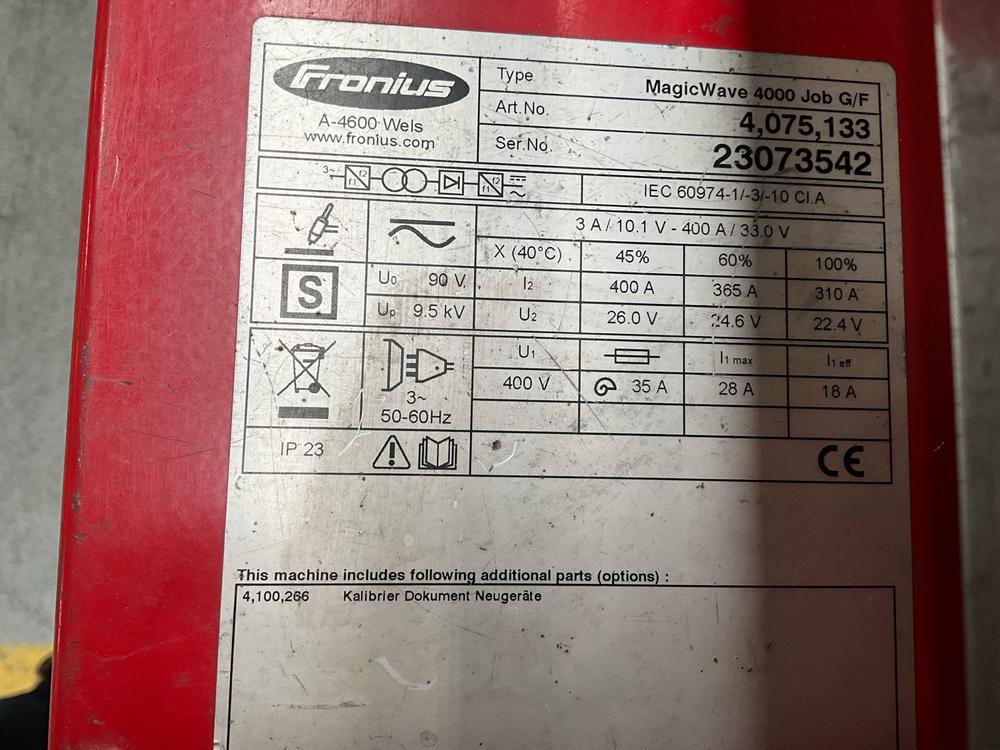 Fronius
A-4600 Wels
www.fronius.com
Type MagicWave 4000 Job G/F
Art.No. 4,075,133
Ser.No. 23073542
3~ f1 f2 f1 f2
IEC 60974-1/-3/-10 Cl.A
3 A / 10.1 V - 400 A / 33.0 V
X (40°C) 45% 60% 100%
S U0 90 V I2 400 A 365 A 310 A
Up 9.5 kV U2 26.0 V 24.6 V 22.4 V
U1 I1 max I1 eff
400 V 35 A 28 A 18 A
3~
50-60Hz
IP 23 CE
This machine includes following additional parts (options) :
4,100,266 Kalibrier Dokument Neugeräte